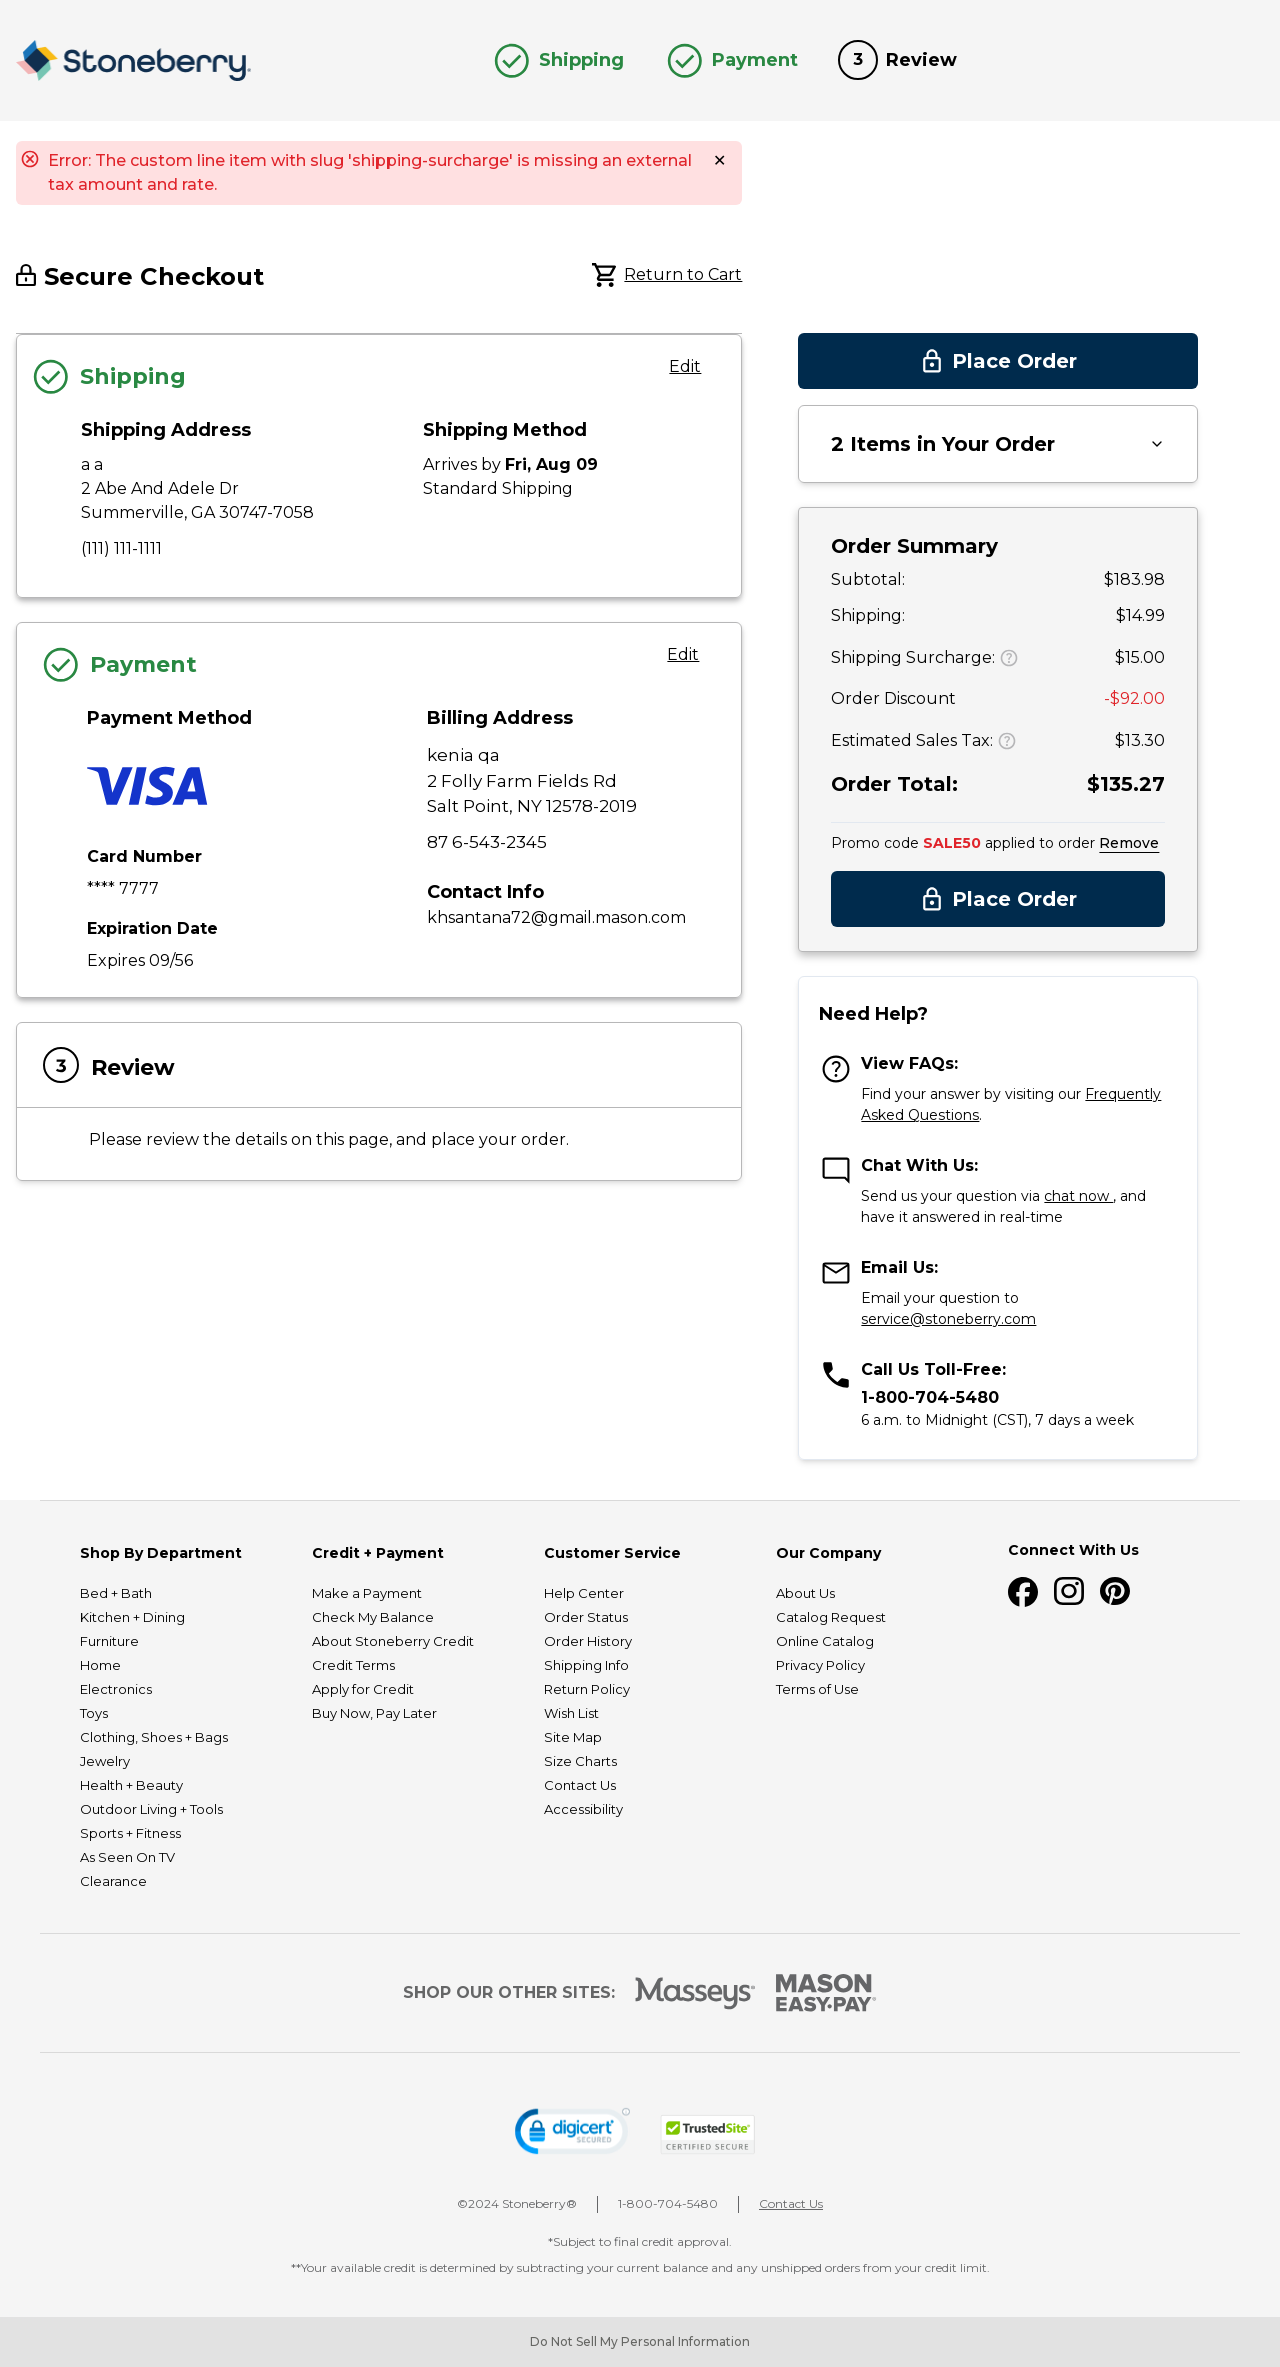 Stoneberry.
Shipping
Payment
3 Review
Error: The custom line item with slug 'shipping-surcharge' is missing an external
tax amount and rate.
Secure Checkout
Return to Cart
Shipping
Edit
Shipping Address
a a
2 Abe And Adele Dr
Summerville, GA 30747-7058
(111) 111-1111
Shipping Method
Arrives by Fri, Aug 09
Standard Shipping
Payment
Edit
Payment Method
VISA
Card Number
**** 7777
Expiration Date
Expires 09/56
Billing Address
kenia qa
2 Folly Farm Fields Rd
Salt Point, NY 12578-2019
87 6-543-2345
Contact Info
khsantana72@gmail.mason.com
3 Review
Please review the details on this page, and place your order.
Place Order
2 Items in Your Order
Order Summary
Subtotal: $183.98
Shipping: $14.99
Shipping Surcharge: $15.00
Order Discount -$92.00
Estimated Sales Tax: $13.30
Order Total: $135.27
Promo code SALE50 applied to order Remove
Place Order
Need Help?
View FAQs:
Find your answer by visiting our Frequently
Asked Questions.
Chat With Us:
Send us your question via chat now , and
have it answered in real-time
Email Us:
Email your question to
service@stoneberry.com
Call Us Toll-Free:
1-800-704-5480
6 a.m. to Midnight (CST), 7 days a week
Shop By Department
Bed + Bath
Kitchen + Dining
Furniture
Home
Electronics
Toys
Clothing, Shoes + Bags
Jewelry
Health + Beauty
Outdoor Living + Tools
Sports + Fitness
As Seen On TV
Clearance
Credit + Payment
Make a Payment
Check My Balance
About Stoneberry Credit
Credit Terms
Apply for Credit
Buy Now, Pay Later
Customer Service
Help Center
Order Status
Order History
Shipping Info
Return Policy
Wish List
Site Map
Size Charts
Contact Us
Accessibility
Our Company
About Us
Catalog Request
Online Catalog
Privacy Policy
Terms of Use
Connect With Us
SHOP OUR OTHER SITES:
Masseys®
MASON
EASY·PAY®
digicert
SECURED
TrustedSite
CERTIFIED SECURE
©2024 Stoneberry®
1-800-704-5480
Contact Us
*Subject to final credit approval.
**Your available credit is determined by subtracting your current balance and any unshipped orders from your credit limit.
Do Not Sell My Personal Information